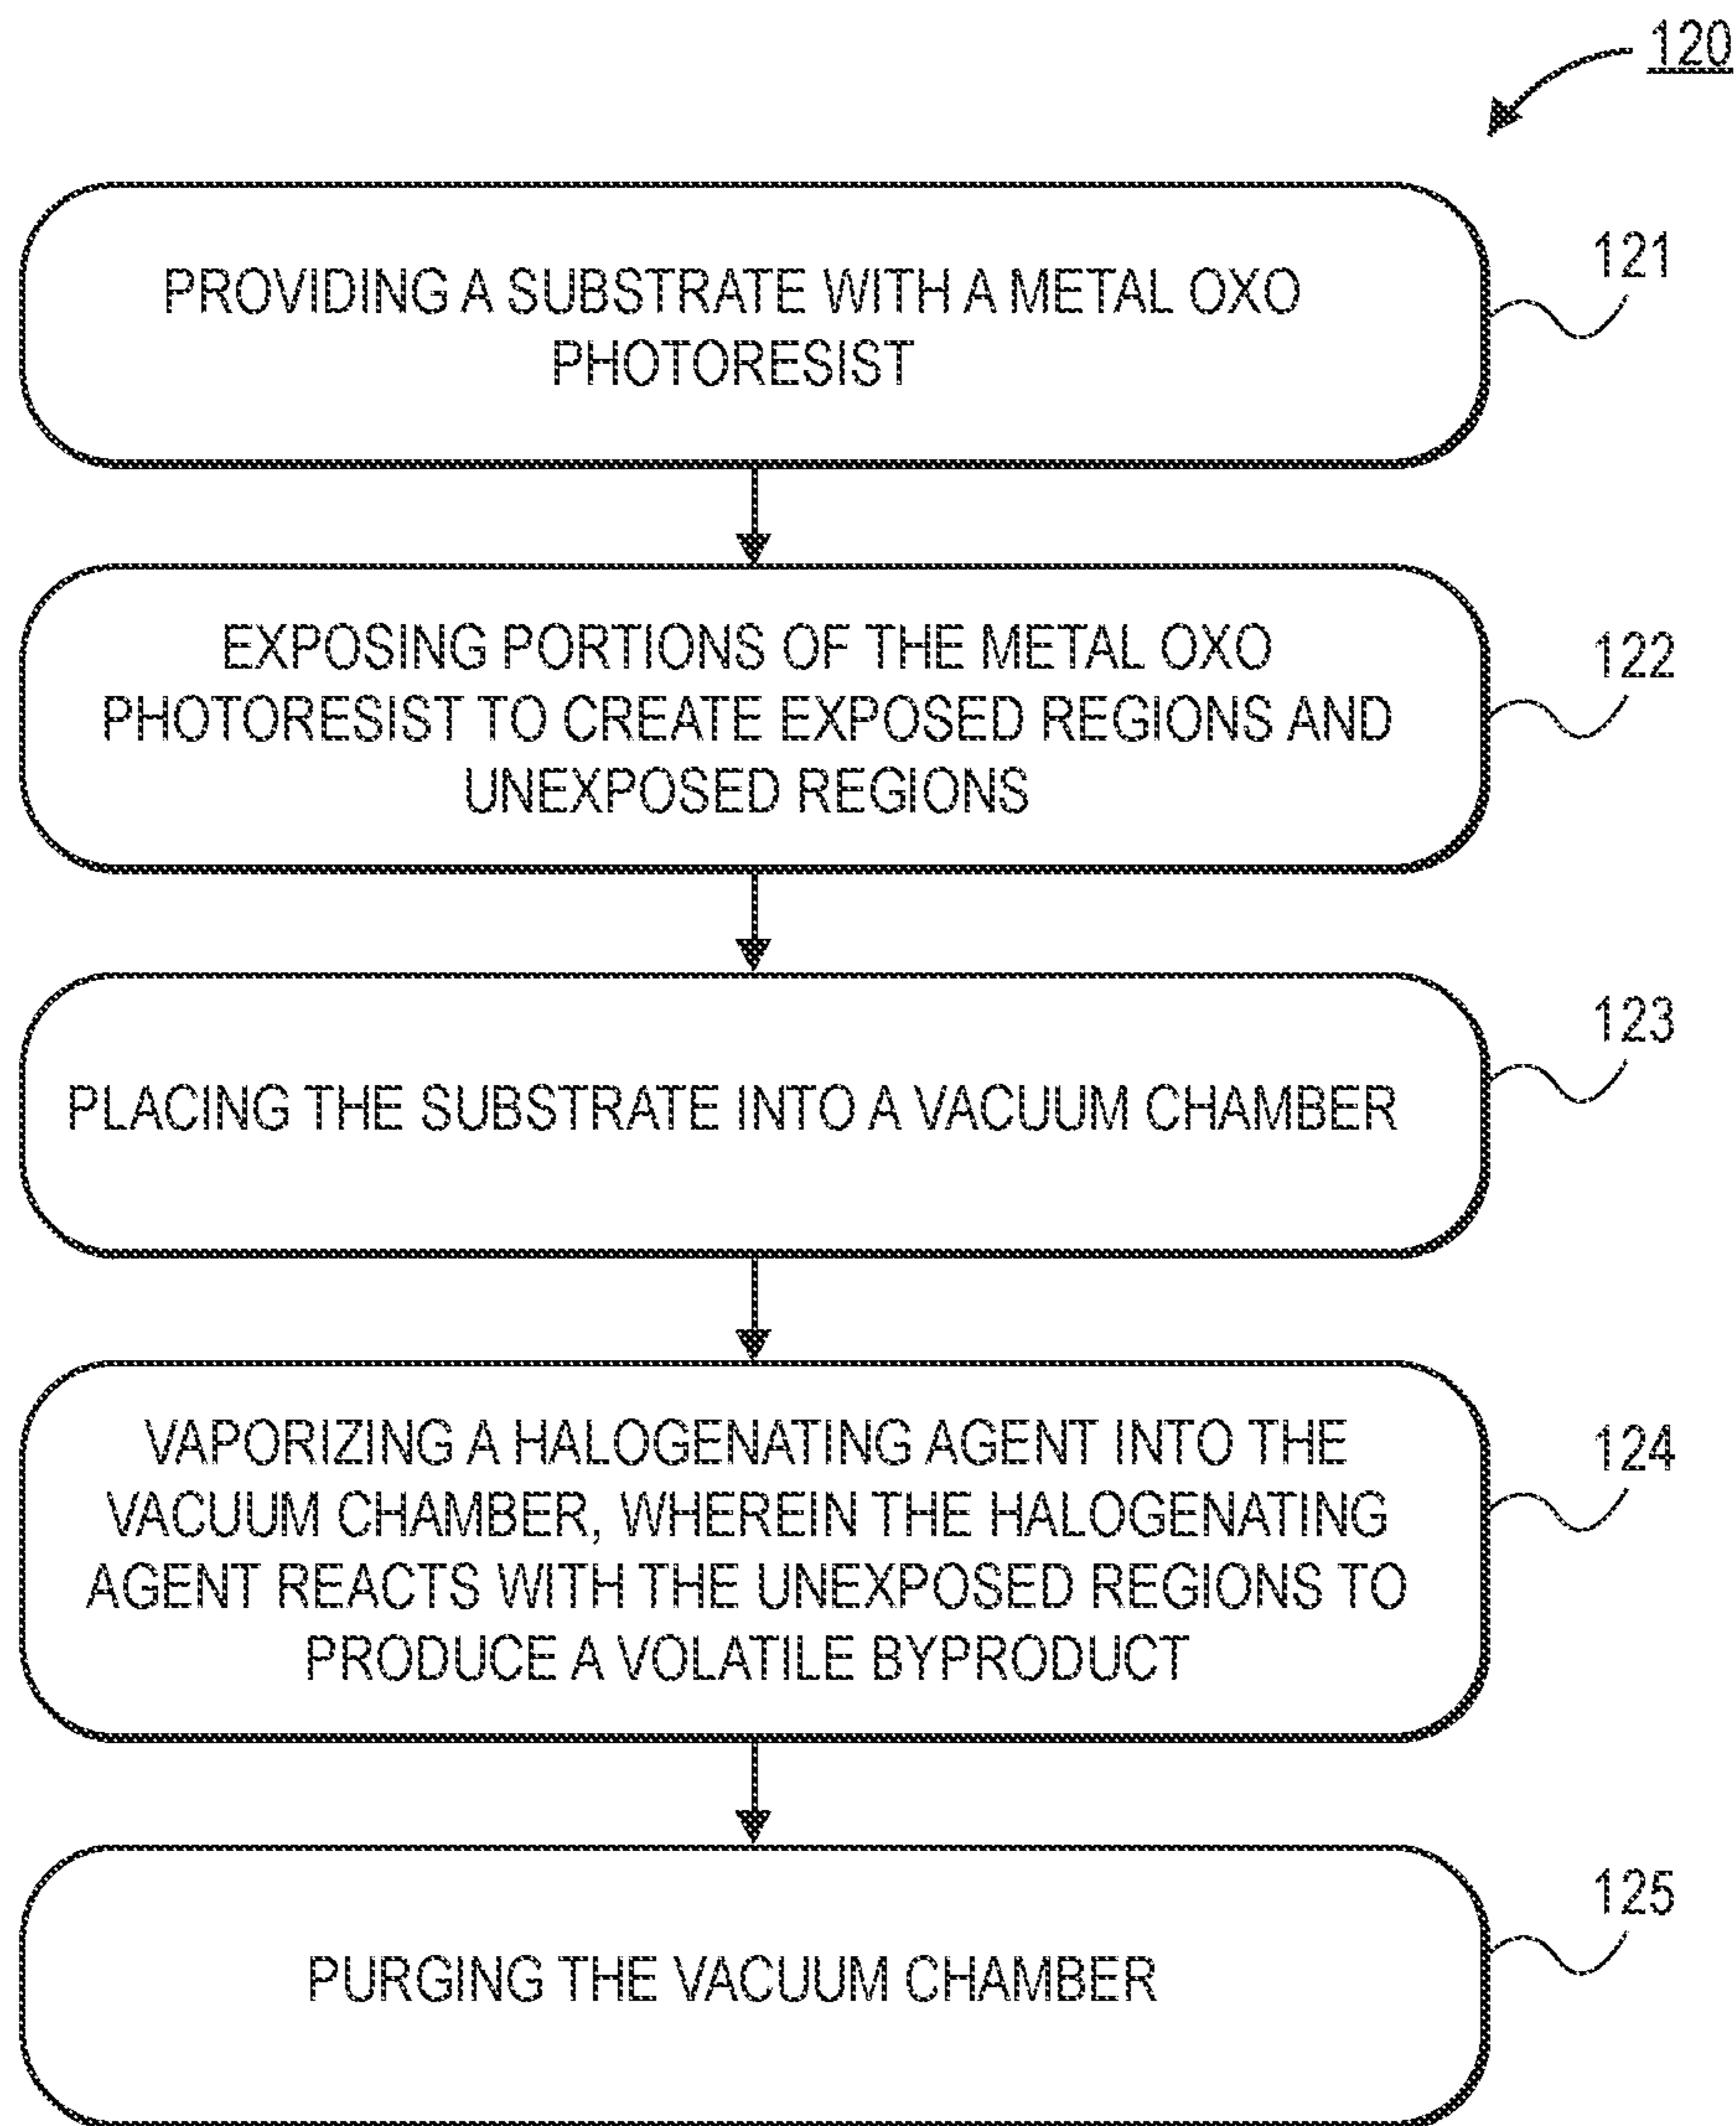 120
PROVIDING A SUBSTRATE WITH A METAL OXO
PHOTORESIST
121
EXPOSING PORTIONS OF THE METAL OXO
PHOTORESIST TO CREATE EXPOSED REGIONS AND
UNEXPOSED REGIONS
122
PLACING THE SUBSTRATE INTO A VACUUM CHAMBER
123
VAPORIZING A HALOGENATING AGENT INTO THE
VACUUM CHAMBER, WHEREIN THE HALOGENATING
AGENT REACTS WITH THE UNEXPOSED REGIONS TO
PRODUCE A VOLATILE BYPRODUCT
124
PURGING THE VACUUM CHAMBER
125